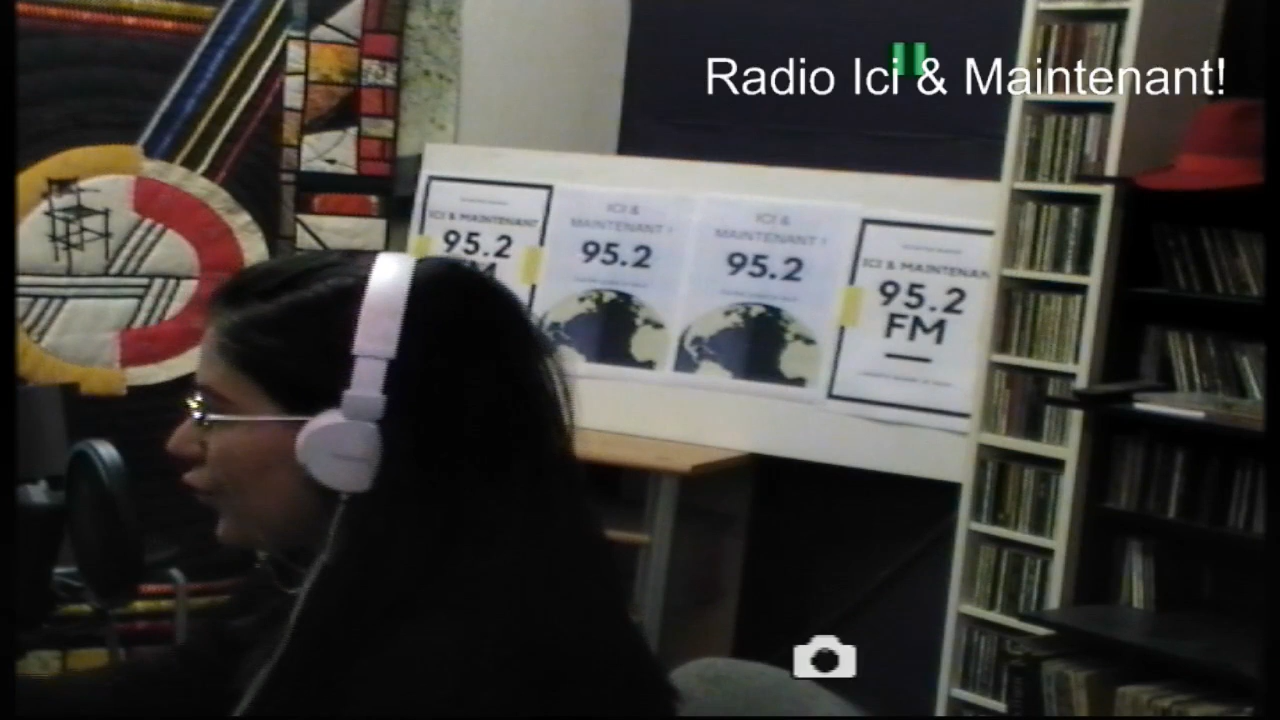 Radio Ici & Maintenant!
ICI & MAINTENANT
95.2
FM
ICI &
MAINTENANT !
95.2
ICI &
MAINTENANT !
95.2
ICI & MAINTENAN
95.2
FM